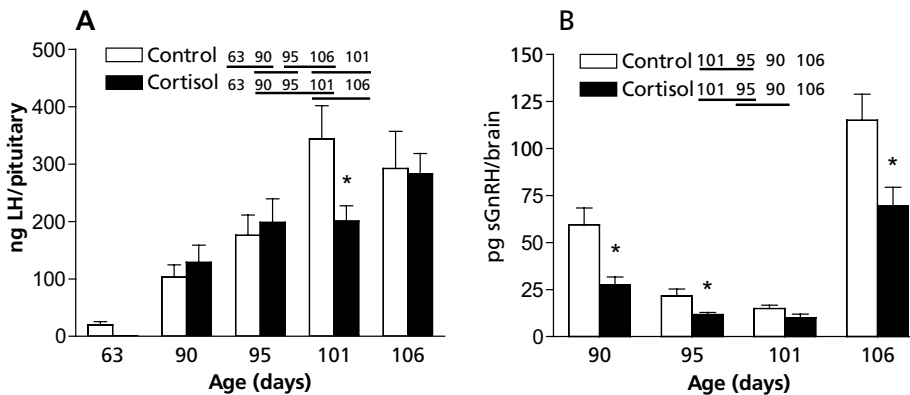 A
500
400
300
200
100
0
ng LH/pituitary
Control 63 90 95 106 101
Cortisol 63 90 95 101 106
*
63 90 95 101 106
Age (days)
B
150
125
100
75
50
25
0
pg sGnRH/brain
Control 101 95 90 106
Cortisol 101 95 90 106
*
*
*
90 95 101 106
Age (days)